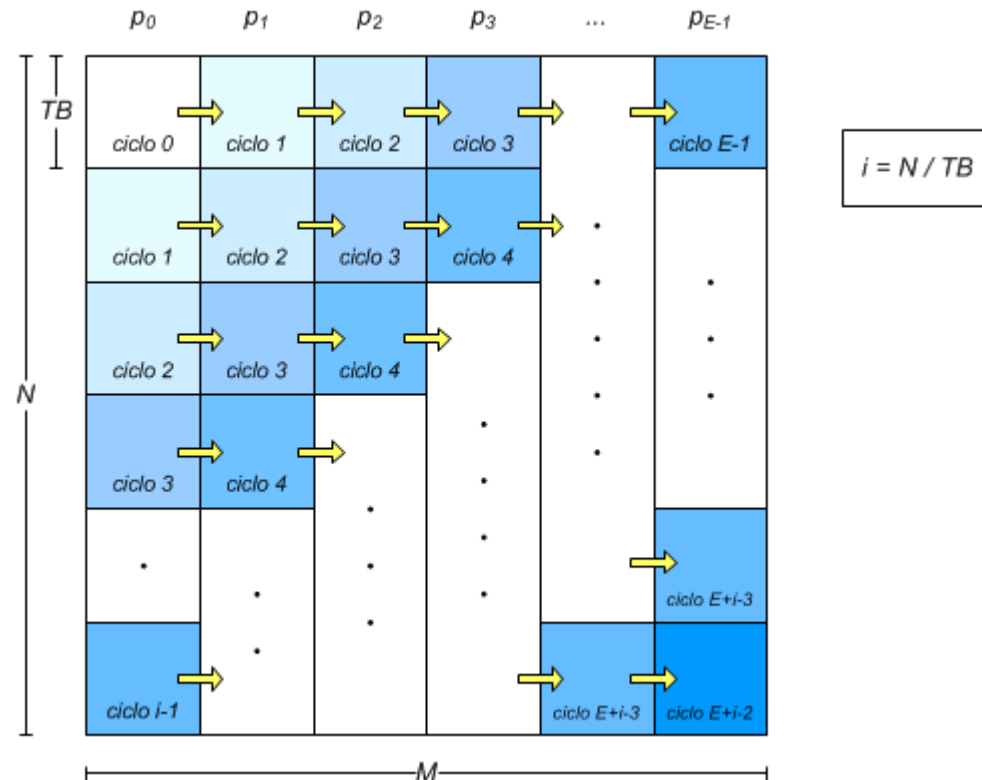 p0 p1 p2 p3 ... pE-1
TB
ciclo 0 ciclo 1 ciclo 2 ciclo 3 ciclo E-1
i = N / TB
ciclo 1 ciclo 2 ciclo 3 ciclo 4
ciclo 2 ciclo 3 ciclo 4
N
ciclo 3 ciclo 4
ciclo E+i-3
ciclo i-1 ciclo E+i-3 ciclo E+i-2
M